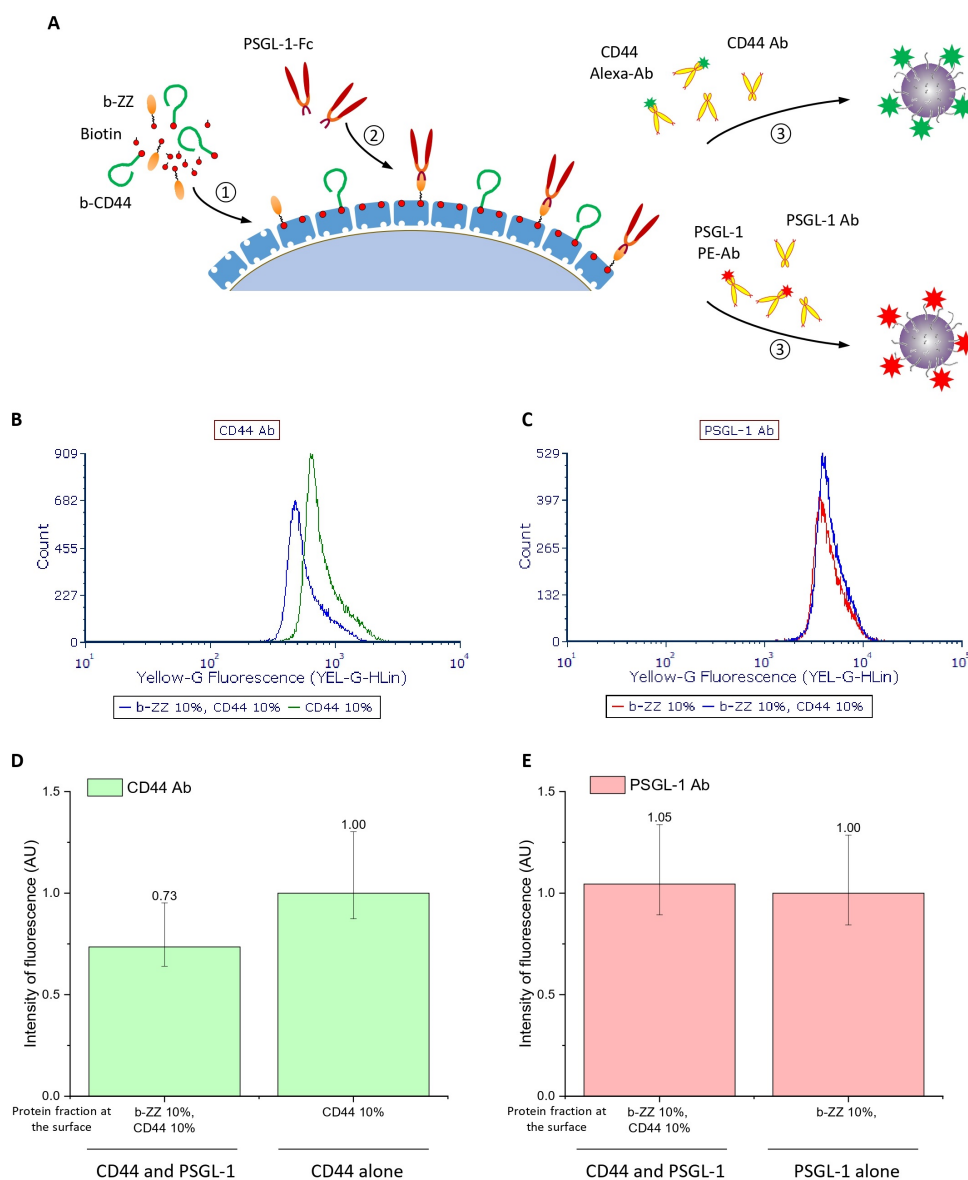 A
PSGL-1-Fc
CD44
Alexa-Ab
CD44 Ab
b-ZZ
Biotin
b-CD44
①
②
③
PSGL-1
PE-Ab
PSGL-1 Ab
③
B
CD44 Ab
909
682
455
227
0
Count
10¹
10²
10³
10⁴
Yellow-G Fluorescence (YEL-G-HLin)
b-ZZ 10%, CD44 10%
CD44 10%
C
PSGL-1 Ab
529
397
265
132
0
Count
10¹
10²
10³
10⁴
10⁵
Yellow-G Fluorescence (YEL-G-HLin)
b-ZZ 10%
b-ZZ 10%, CD44 10%
D
CD44 Ab
1.5
1.0
0.5
0.0
Intensity of fluorescence (AU)
0.73
1.00
Protein fraction at
the surface
b-ZZ 10%,
CD44 10%
CD44 10%
CD44 and PSGL-1
CD44 alone
E
PSGL-1 Ab
1.5
1.0
0.5
0.0
Intensity of fluorescence (AU)
1.05
1.00
Protein fraction at
the surface
b-ZZ 10%,
CD44 10%
b-ZZ 10%,
CD44 and PSGL-1
PSGL-1 alone